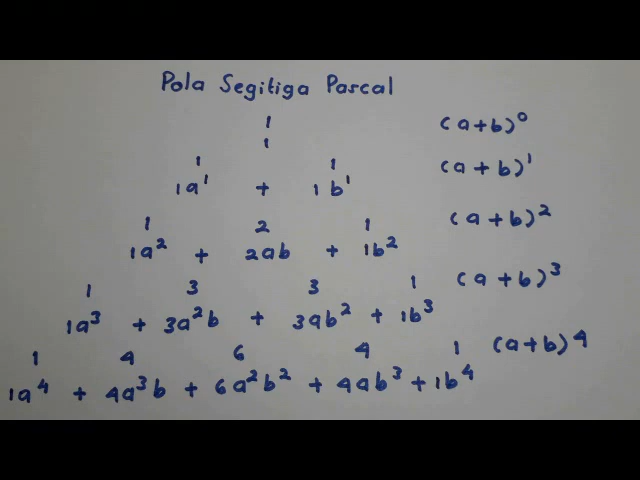 Pola Segitiga Pascal
1
1 (a+b)⁰
1 1 (a+b)¹
1a¹ + 1b¹
1 2 1 (a+b)²
1a² + 2ab + 1b²
1 3 3 1 (a+b)³
1a³ + 3a²b + 3ab² + 1b³
1 4 6 4 1 (a+b)4
1a⁴ + 4a³b + 6a²b² + 4ab³ + 1b⁴